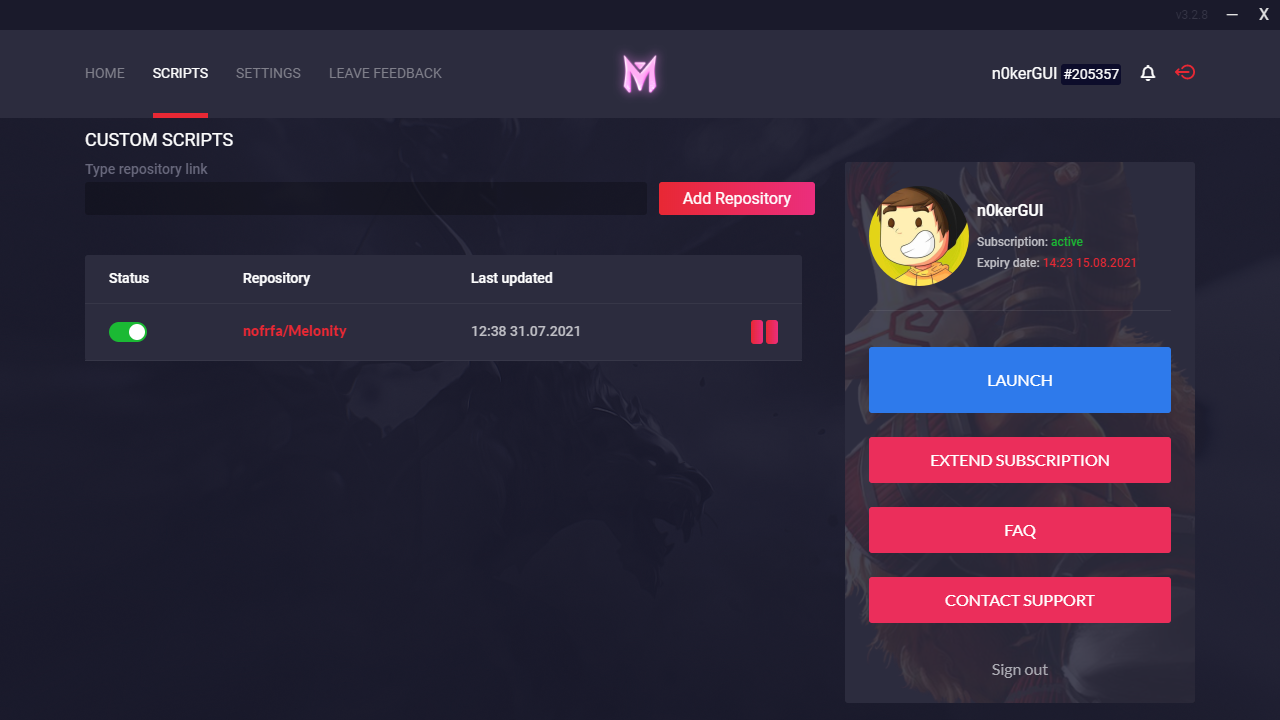 v3.2.8
X
HOME SCRIPTS SETTINGS LEAVE FEEDBACK
n0kerGUI #205357
CUSTOM SCRIPTS
Type repository link
Add Repository
Status Repository Last updated
nofrfa/Melonity 12:38 31.07.2021
n0kerGUI
Subscription: active
Expiry date: 14:23 15.08.2021
LAUNCH
EXTEND SUBSCRIPTION
FAQ
CONTACT SUPPORT
Sign out